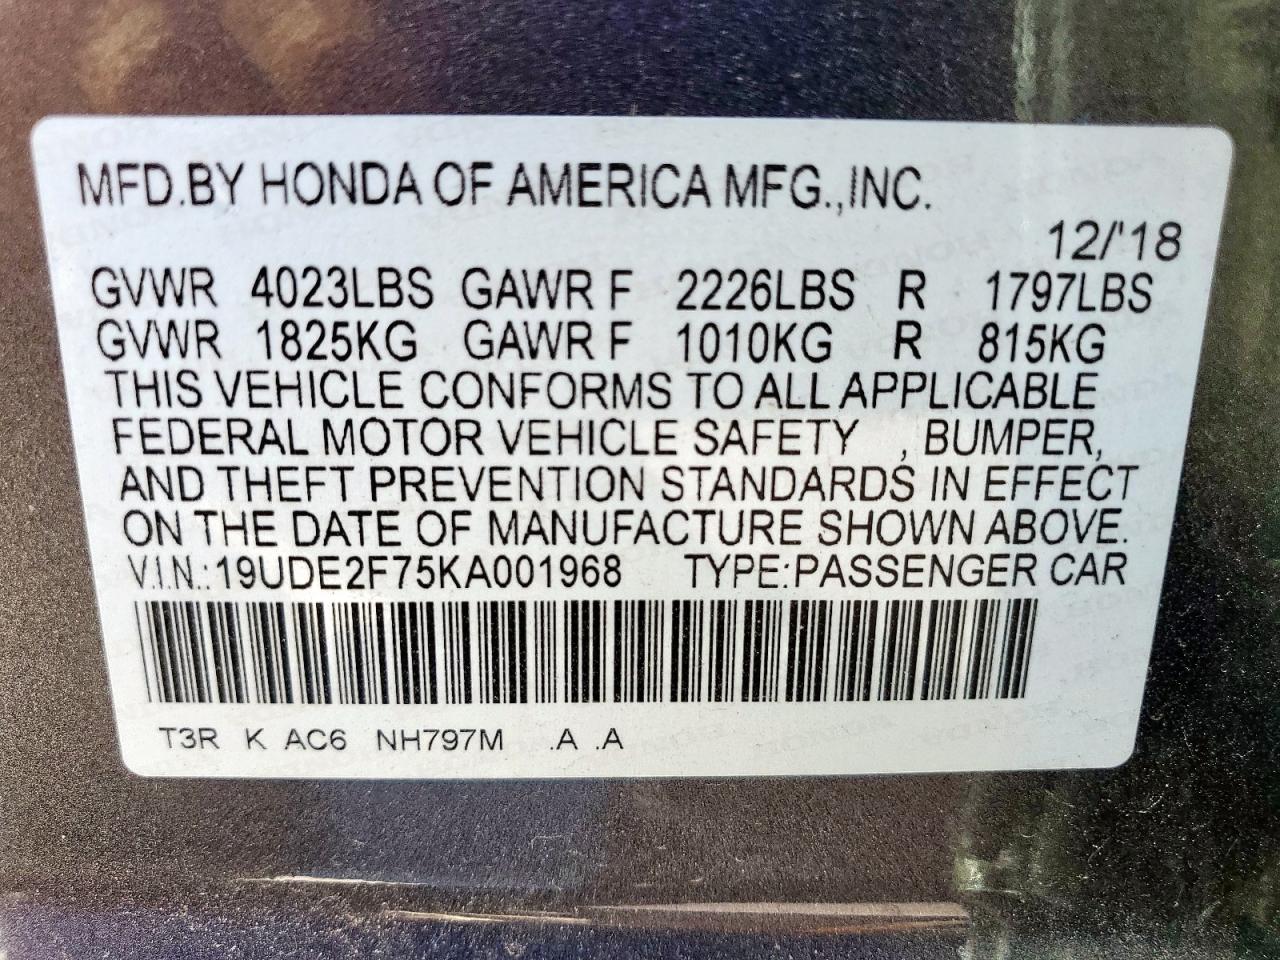 MFD.BY HONDA OF AMERICA MFG.,INC.
12/'18
GVWR 4023LBS GAWR F 2226LBS R 1797LBS
GVWR 1825KG GAWR F 1010KG R 815KG
THIS VEHICLE CONFORMS TO ALL APPLICABLE
FEDERAL MOTOR VEHICLE SAFETY , BUMPER,
AND THEFT PREVENTION STANDARDS IN EFFECT
ON THE DATE OF MANUFACTURE SHOWN ABOVE.
V.I.N.:19UDE2F75KA001968 TYPE:PASSENGER CAR
T3R K AC6 NH797M .A .A